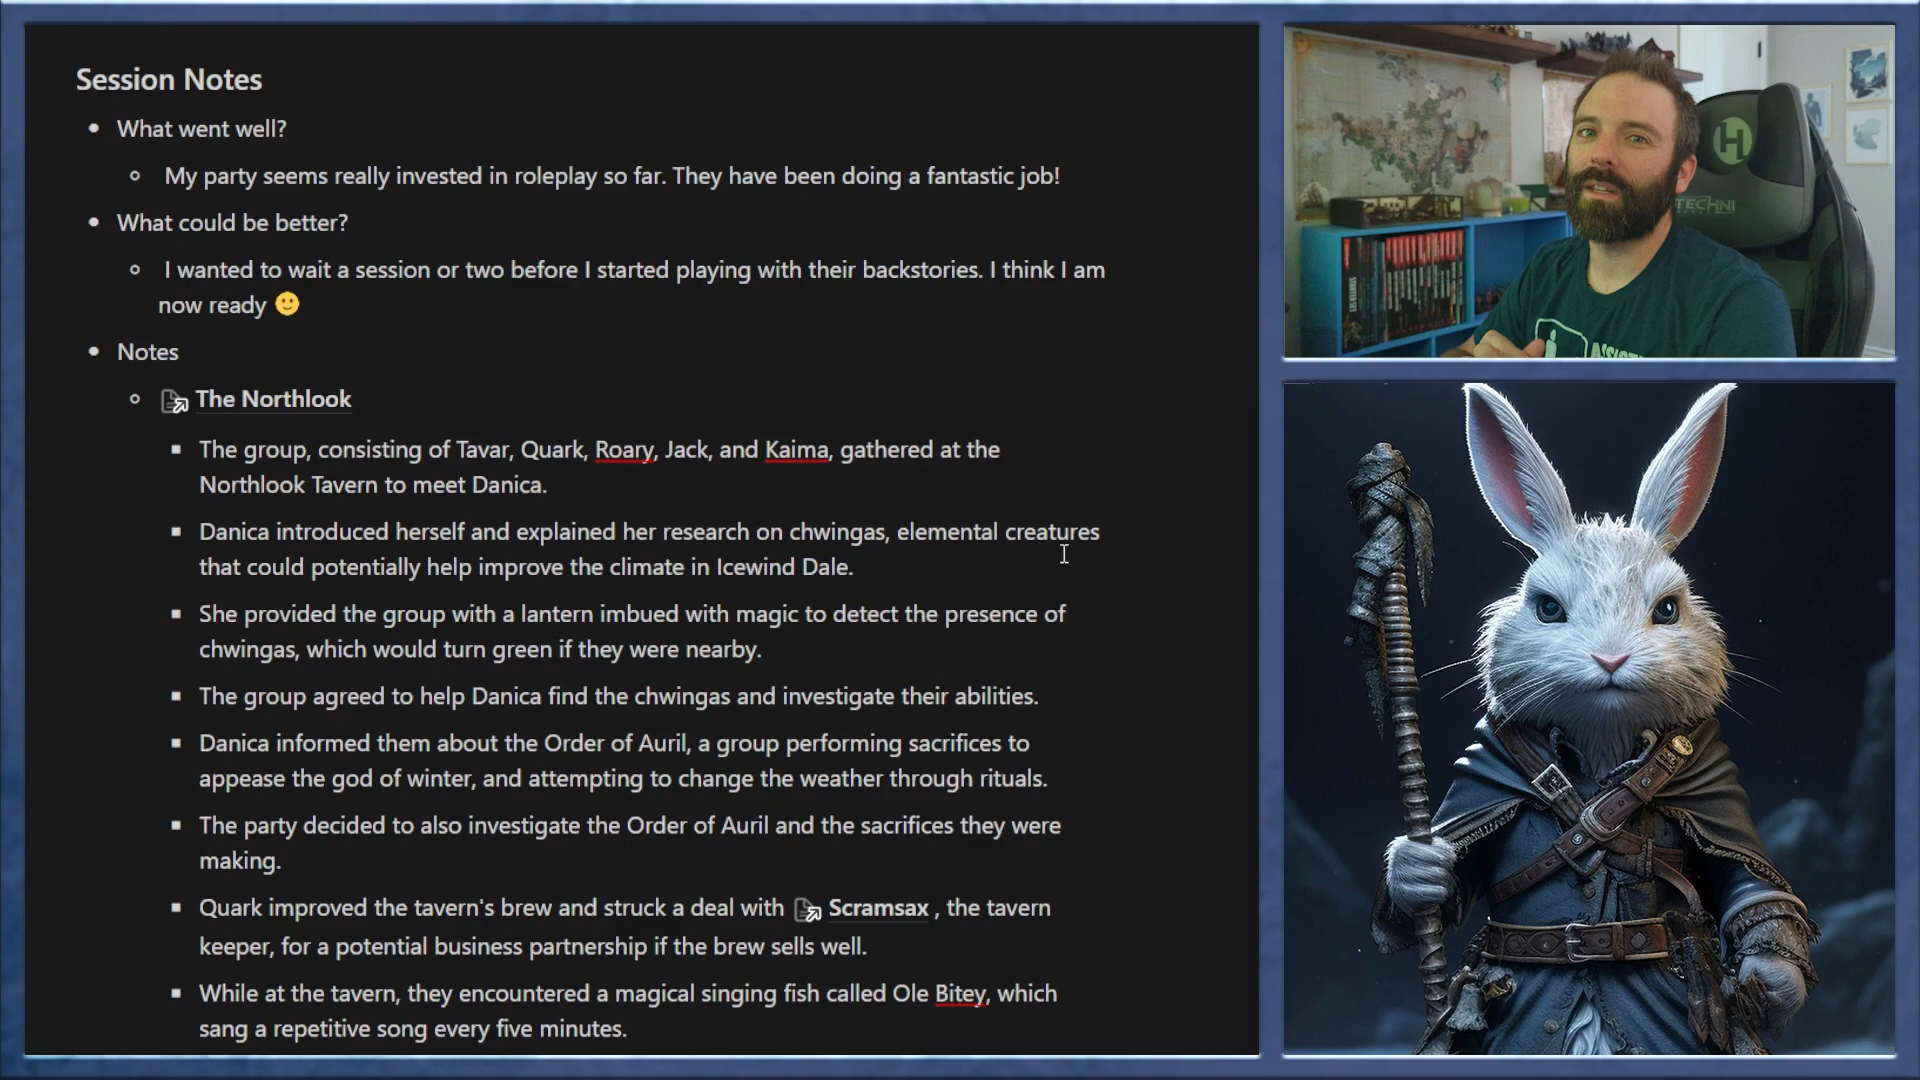 Session Notes
What went well?
My party seems really invested in roleplay so far. They have been doing a fantastic job!
What could be better?
I wanted to wait a session or two before I started playing with their backstories. I think I am
now ready 🙂
Notes
The Northlook
The group, consisting of Tavar, Quark, Roary, Jack, and Kaima, gathered at the
Northlook Tavern to meet Danica.
Danica introduced herself and explained her research on chwingas, elemental creatures
that could potentially help improve the climate in Icewind Dale.
She provided the group with a lantern imbued with magic to detect the presence of
chwingas, which would turn green if they were nearby.
The group agreed to help Danica find the chwingas and investigate their abilities.
Danica informed them about the Order of Auril, a group performing sacrifices to
appease the god of winter, and attempting to change the weather through rituals.
The party decided to also investigate the Order of Auril and the sacrifices they were
making.
Quark improved the tavern's brew and struck a deal with Scramsax , the tavern
keeper, for a potential business partnership if the brew sells well.
While at the tavern, they encountered a magical singing fish called Ole Bitey, which
sang a repetitive song every five minutes.
H
TECHNI